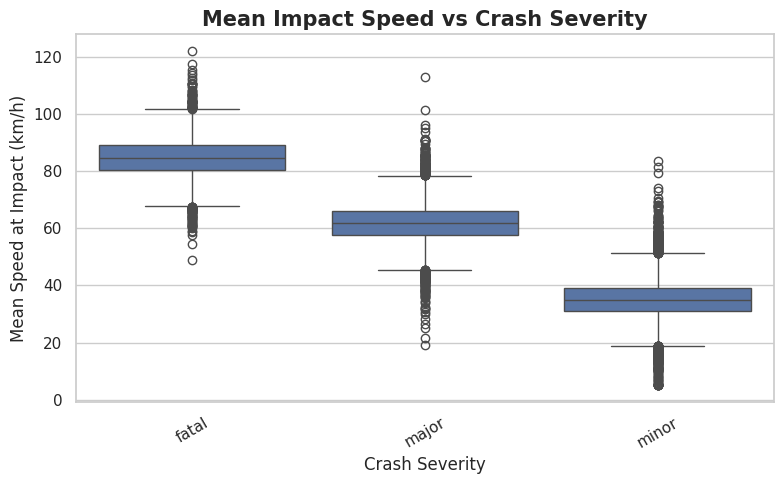 Mean Impact Speed vs Crash Severity
Mean Speed at Impact (km/h)
120
100
80
60
40
20
0
fatal
major
minor
Crash Severity